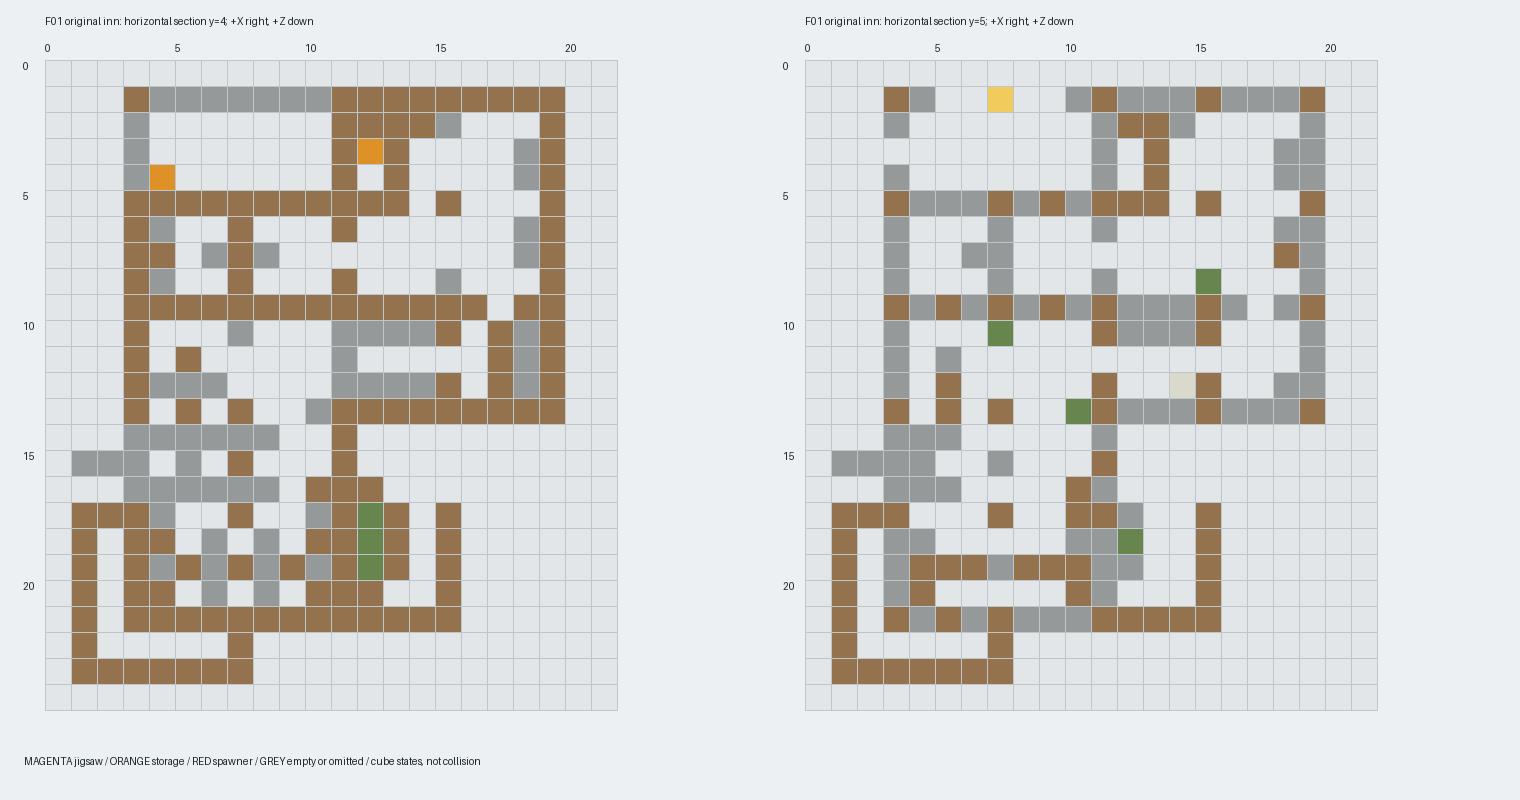 F01 original inn: horizontal section y=4; +X right, +Z down
F01 original inn: horizontal section y=5; +X right, +Z down
0 5 10 15 20
0 5 10 15 20
0 0
5 5
10 10
15 15
20 20
MAGENTA jigsaw / ORANGE storage / RED spawner / GREY empty or omitted / cube states, not collision